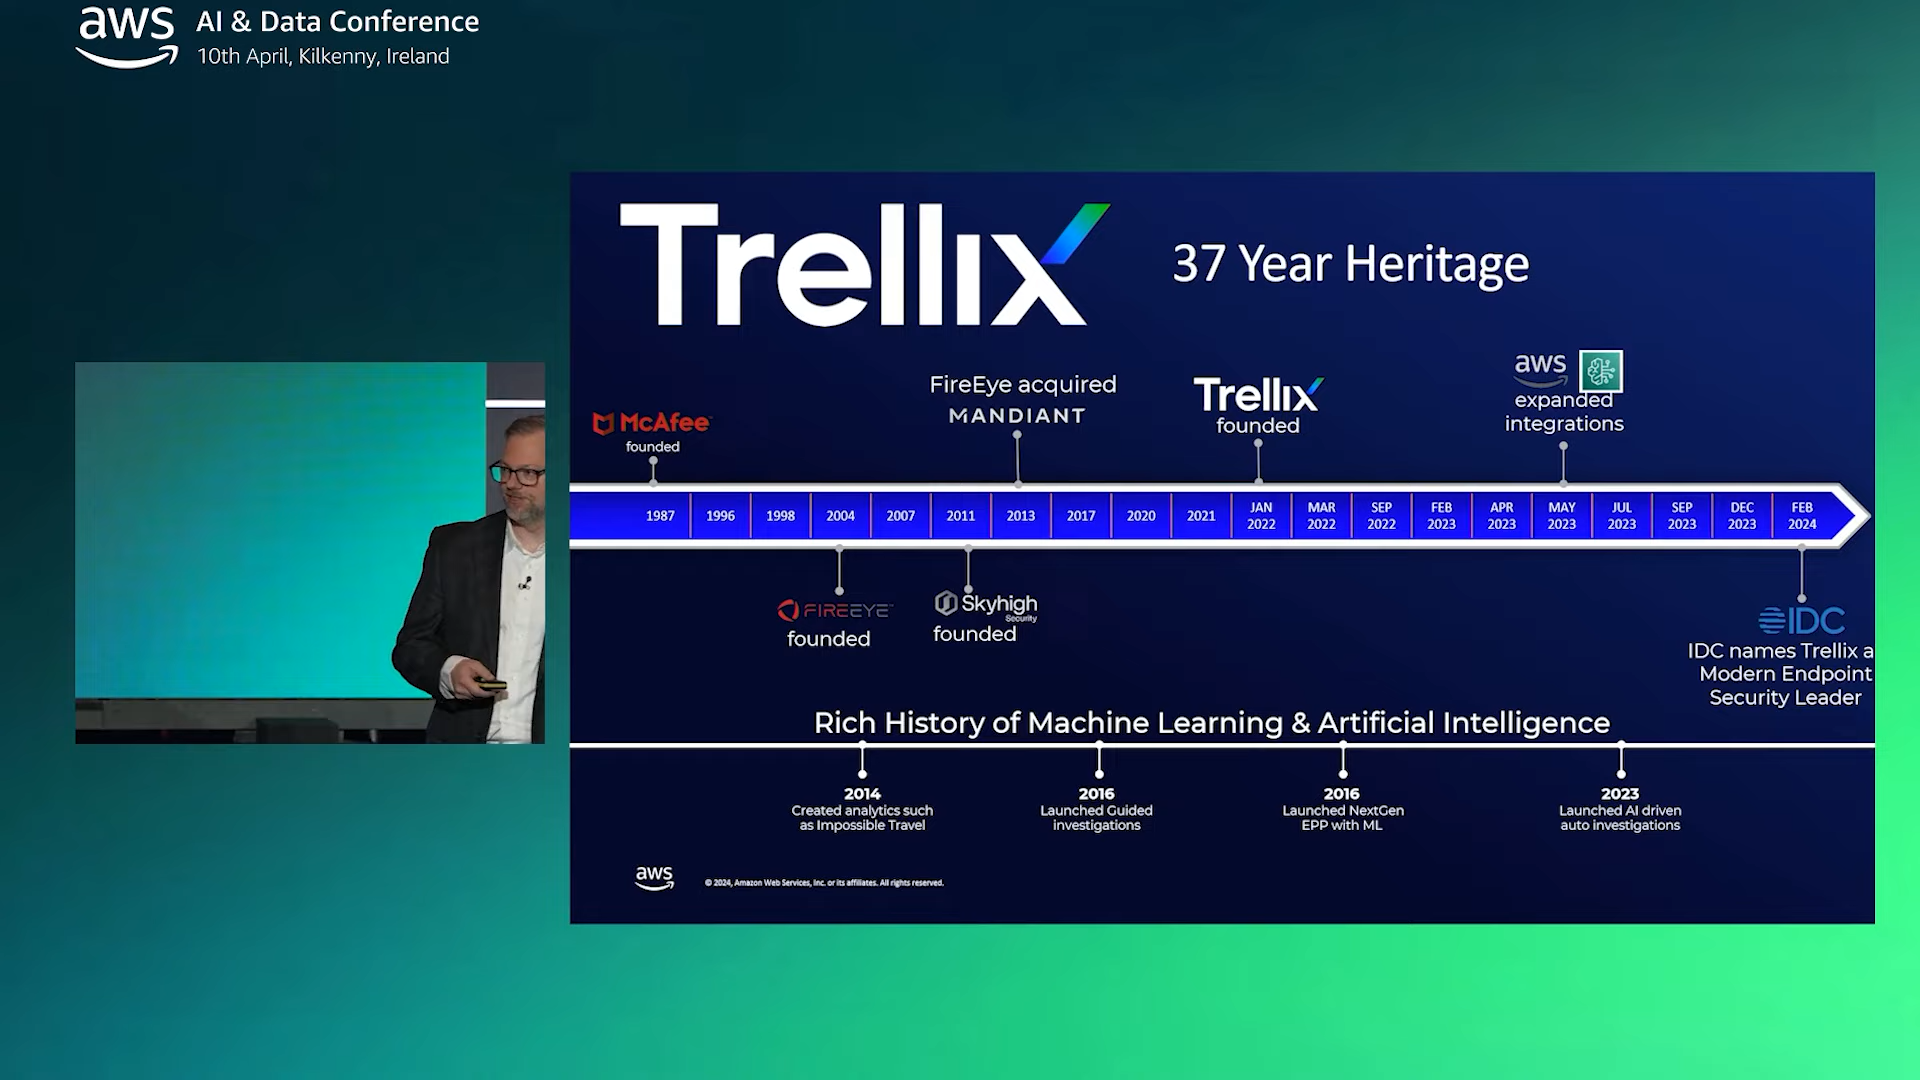 aws
AI & Data Conference
10th April, Kilkenny, Ireland
Trellix
37 Year Heritage
McAfee
founded
FireEye acquired
MANDIANT
Trellix
founded
aws
expanded
integrations
1987
1996
1998
2004
2007
2011
2013
2017
2020
2021
JAN
2022
MAR
2022
SEP
2022
FEB
2023
APR
2023
MAY
2023
JUL
2023
SEP
2023
DEC
2023
FEB
2024
FIREEYE
founded
Skyhigh
Security
founded
IDC
IDC names Trellix a
Modern Endpoint
Security Leader
Rich History of Machine Learning & Artificial Intelligence
2014
Created analytics such
as Impossible Travel
2016
Launched Guided
investigations
2016
Launched NextGen
EPP with ML
2023
Launched AI driven
auto investigations
aws
© 2024, Amazon Web Services, Inc. or its affiliates. All rights reserved.